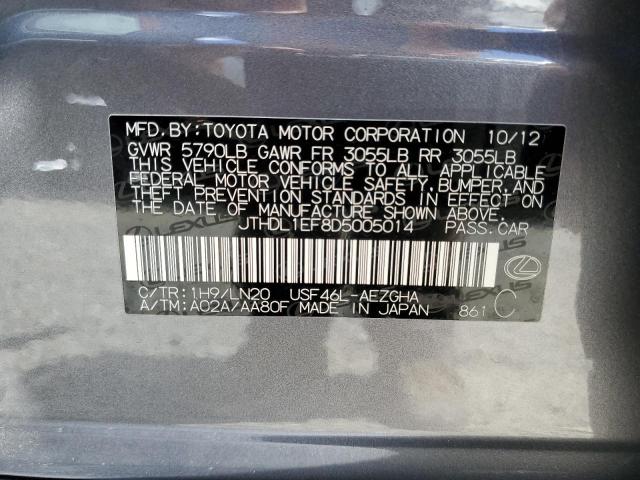 MFD. BY: TOYOTA MOTOR CORPORATION 10/12
GVWR 5790LB GAWR FR 3055LB RR 3055LB
THIS VEHICLE CONFORMS TO ALL APPLICABLE
FEDERAL MOTOR VEHICLE SAFETY, BUMPER, AND
THEFT PREVENTION STANDARDS IN EFFECT ON
THE DATE OF MANUFACTURE SHOWN ABOVE.
JTHDL1EF8D5005014 PASS. CAR
C/TR: 1H9/LN20 USF46L-AEZGHA
A/TM: A02A/AA80F MADE IN JAPAN 861 C
LEXUS